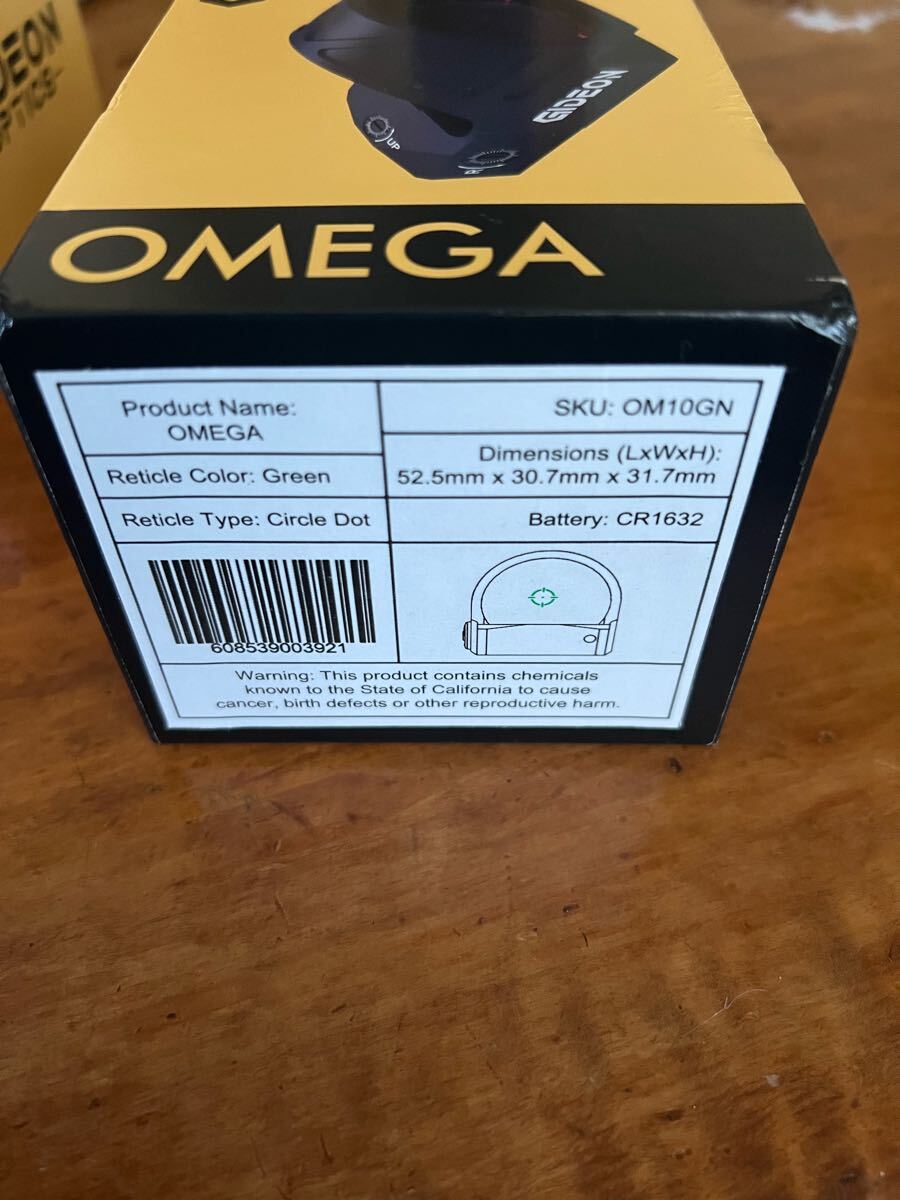 GIDEON
UP
R
OMEGA
Product Name:
OMEGA
SKU: OM10GN
Reticle Color: Green
Dimensions (LxWxH):
52.5mm x 30.7mm x 31.7mm
Reticle Type: Circle Dot
Battery: CR1632
608539003921
Warning: This product contains chemicals
known to the State of California to cause
cancer, birth defects or other reproductive harm.